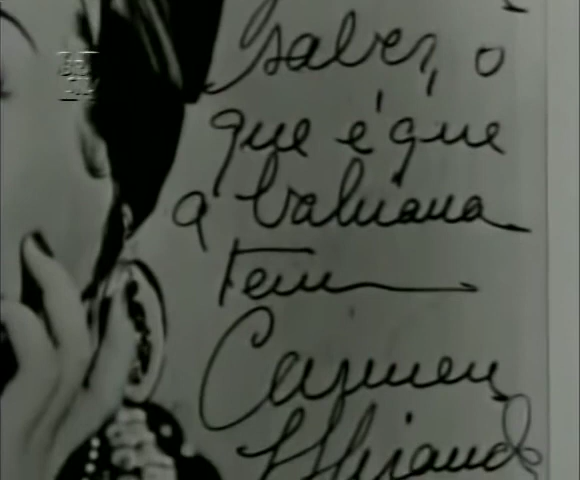 saber, o
que é que
a bahiana
tem
Carmen
Miranda